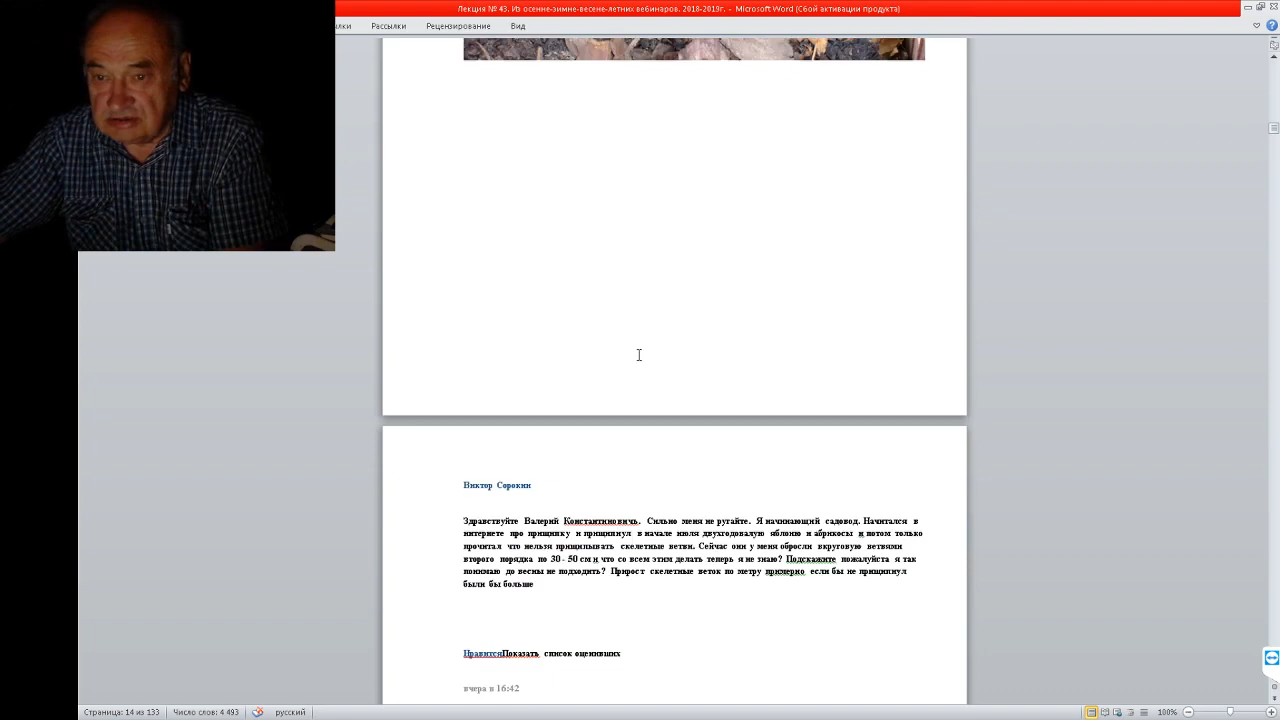 Лекция № 43. Из осенне-зимне-весене-летних вебинаров. 2018-2019г. - Microsoft Word (Сбой активации продукта)
лки Рассылки Рецензирование Вид
Виктор Сорокин
Здравствуйте Валерий Константиновичь. Сильно меня не ругайте. Я начинающий садовод. Начитался в
интернете про прищипку и прищипнул в начале июля двухгодовалую яблоню и абрикосы и потом только
прочитал что нельзя прищипывать скелетные ветви. Сейчас они у меня обросли вкруговую ветвями
второго порядка по 30 - 50 см и что со всем этим делать теперь я не знаю? Подскажите пожалуйста я так
понимаю до весны не подходить? Прирост скелетные веток по метру примерно если бы не прищипнул
были бы больше
НравитсяПоказать список оценивших
вчера в 16:42
Страница: 14 из 133 Число слов: 4 493 русский 100%